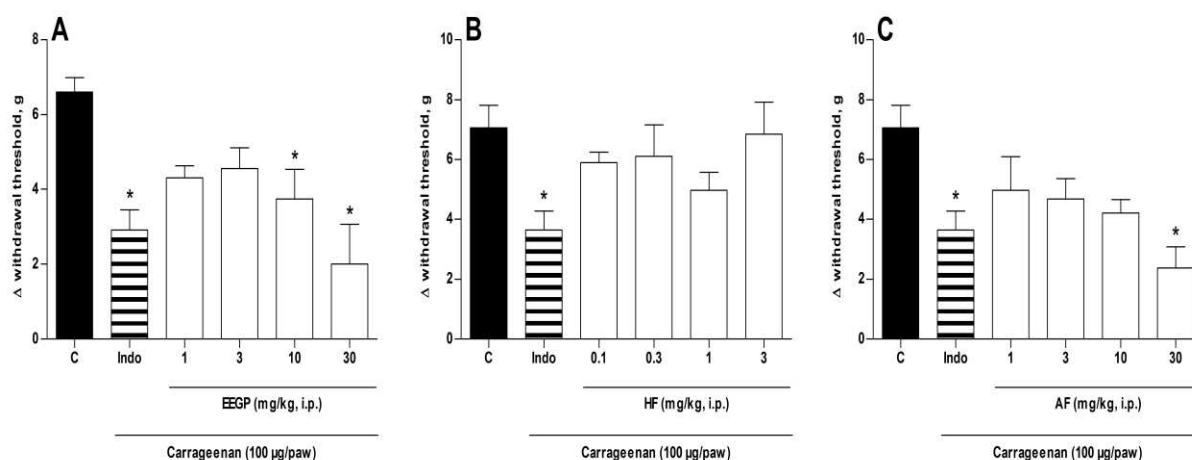 A
Δ withdrawal threshold, g
8
6
4
2
0
*
*
*
C Indo 1 3 10 30
EEGP (mg/kg, i.p.)
Carrageenan (100 µg/paw)
B
Δ withdrawal threshold, g
10
8
6
4
2
0
*
C Indo 0.1 0.3 1 3
HF (mg/kg, i.p.)
Carrageenan (100 µg/paw)
C
Δ withdrawal threshold, g
10
8
6
4
2
0
*
*
C Indo 1 3 10 30
AF (mg/kg, i.p.)
Carrageenan (100 µg/paw)